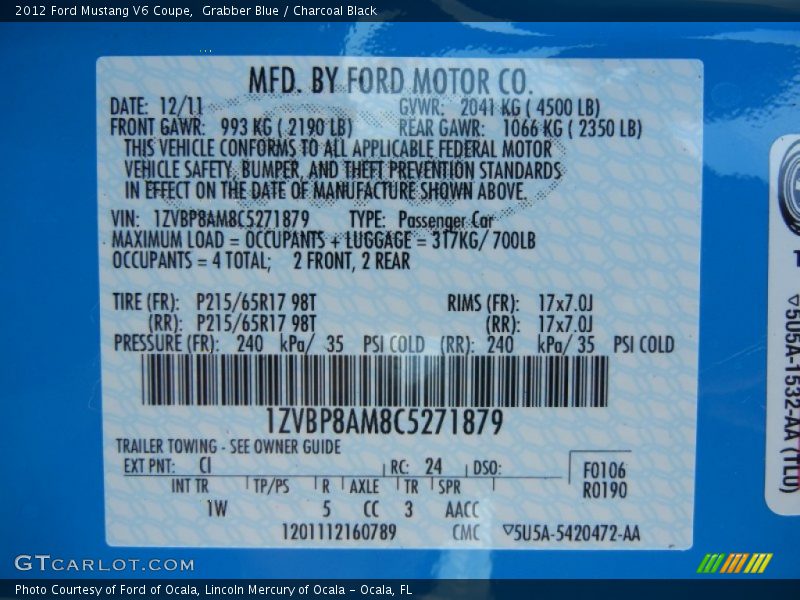 2012 Ford Mustang V6 Coupe, Grabber Blue / Charcoal Black
MFD. BY FORD MOTOR CO.
DATE: 12/11 GVWR: 2041 KG ( 4500 LB)
FRONT GAWR: 993 KG ( 2190 LB) REAR GAWR: 1066 KG ( 2350 LB)
THIS VEHICLE CONFORMS TO ALL APPLICABLE FEDERAL MOTOR
VEHICLE SAFETY, BUMPER, AND THEFT PREVENTION STANDARDS
IN EFFECT ON THE DATE OF MANUFACTURE SHOWN ABOVE.
VIN: 1ZVBP8AM8C5271879 TYPE: Passenger Car
MAXIMUM LOAD = OCCUPANTS + LUGGAGE = 317KG/ 700LB
OCCUPANTS = 4 TOTAL; 2 FRONT, 2 REAR
TIRE (FR): P215/65R17 98T RIMS (FR): 17x7.0J
(RR): P215/65R17 98T (RR): 17x7.0J
PRESSURE (FR): 240 kPa/ 35 PSI COLD (RR): 240 kPa/ 35 PSI COLD
1ZVBP8AM8C5271879
TRAILER TOWING - SEE OWNER GUIDE
EXT PNT: CI RC: 24 DSO: F0106
INT TR TP/PS R AXLE TR SPR R0190
1W 5 CC 3 AACC
1201112160789 CMC ▽5U5A-5420472-AA
▽5U5A-1532-AA (TLU)
GTCARLOT.COM
Photo Courtesy of Ford of Ocala, Lincoln Mercury of Ocala - Ocala, FL